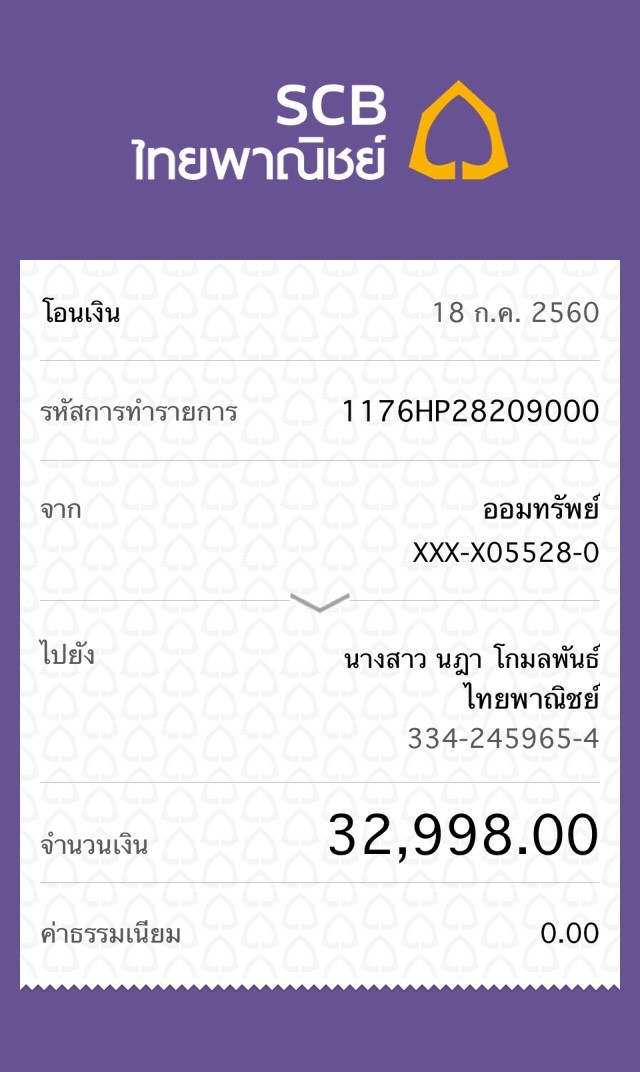 SCB
ไทยพาณิชย์
โอนเงิน 18 ก.ค. 2560
รหัสการทำรายการ 1176HP28209000
จาก ออมทรัพย์
XXX-X05528-0
ไปยัง นางสาว นฎา โกมลพันธ์
ไทยพาณิชย์
334-245965-4
จำนวนเงิน 32,998.00
ค่าธรรมเนียม 0.00